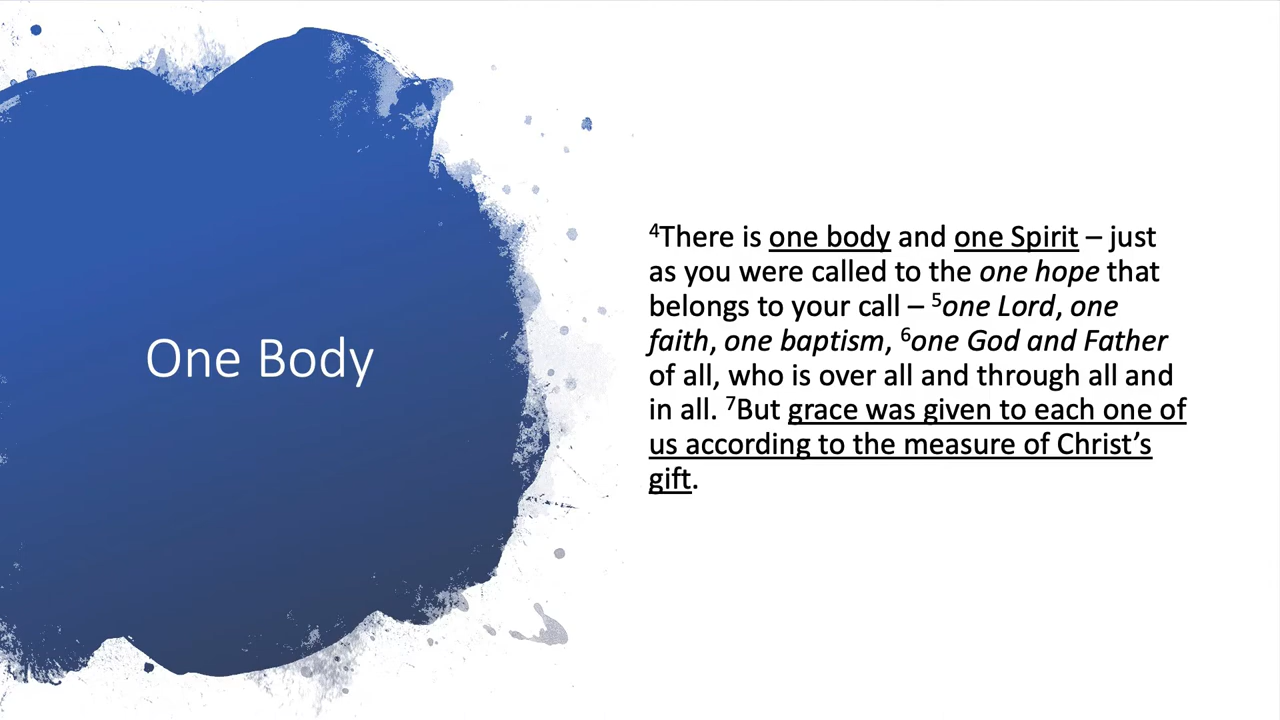 One Body
⁴There is one body and one Spirit – just
as you were called to the one hope that
belongs to your call – ⁵one Lord, one
faith, one baptism, ⁶one God and Father
of all, who is over all and through all and
in all. ⁷But grace was given to each one of
us according to the measure of Christ’s
gift.